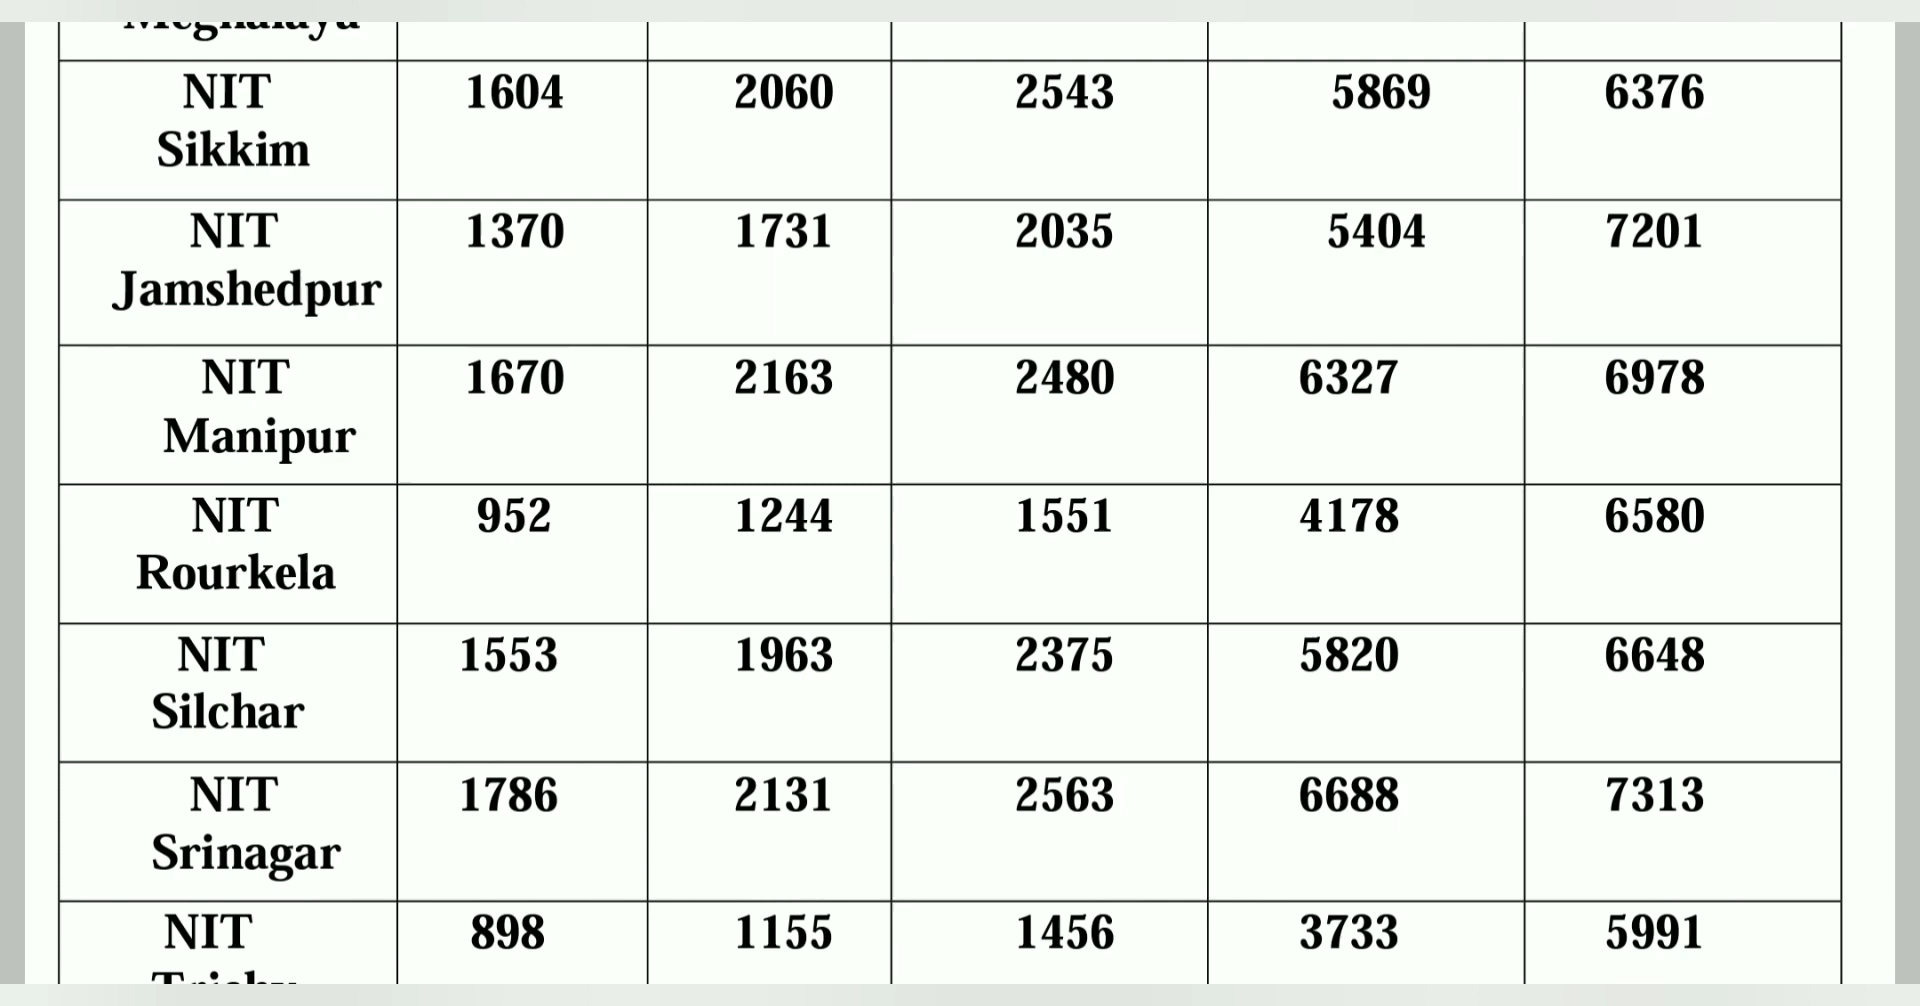 Meghalaya
NIT 1604 2060 2543 5869 6376
Sikkim
NIT 1370 1731 2035 5404 7201
Jamshedpur
NIT 1670 2163 2480 6327 6978
Manipur
NIT 952 1244 1551 4178 6580
Rourkela
NIT 1553 1963 2375 5820 6648
Silchar
NIT 1786 2131 2563 6688 7313
Srinagar
NIT 898 1155 1456 3733 5991
Trichy